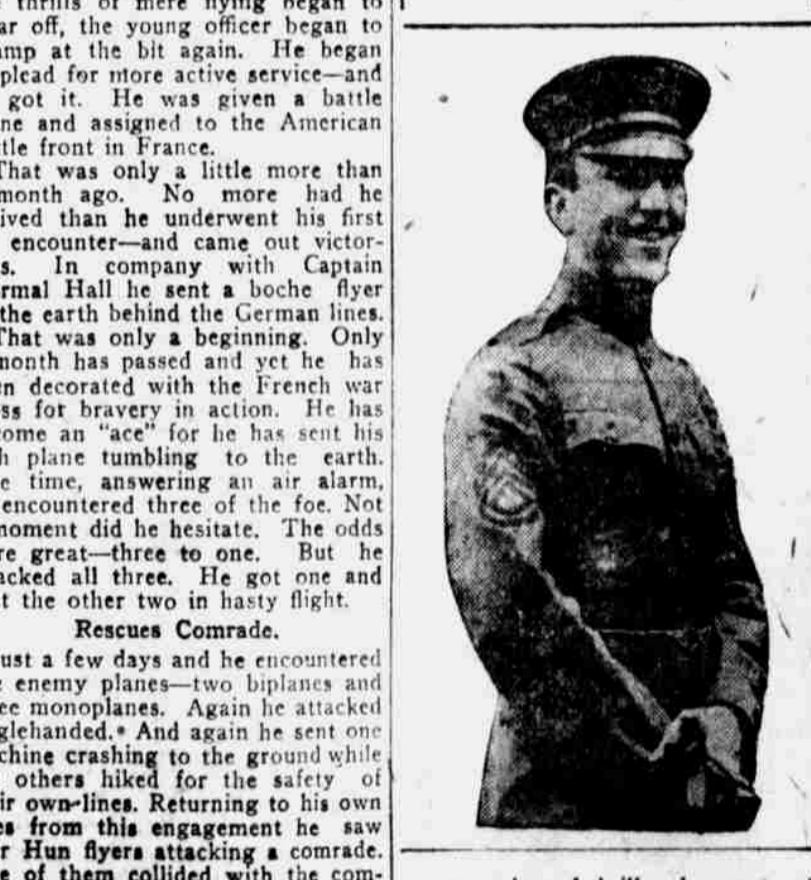 thrills of mere flying began to
ar off, the young officer began to
amp at the bit again. He began
plead for more active service—and
got it. He was given a battle
ne and assigned to the American
ttle front in France.
That was only a little more than
month ago. No more had he
ived than he underwent his first
encounter—and came out victor-
s. In company with Captain
ormal Hall he sent a boche flyer
the earth behind the German lines.
That was only a beginning. Only
month has passed and yet he has
en decorated with the French war
ss for bravery in action. He has
come an "ace" for he has sent his
h plane tumbling to the earth.
e time, answering an air alarm,
encountered three of the foe. Not
moment did he hesitate. The odds
re great—three to one. But he
acked all three. He got one and
t the other two in hasty flight.
Rescues Comrade.
ust a few days and he encountered
e enemy planes—two biplanes and
ee monoplanes. Again he attacked
glehanded. And again he sent one
chine crashing to the ground while
others hiked for the safety of
ir own lines. Returning to his own
es from this engagement he saw
r Hun flyers attacking a comrade.
e of them collided with the com-